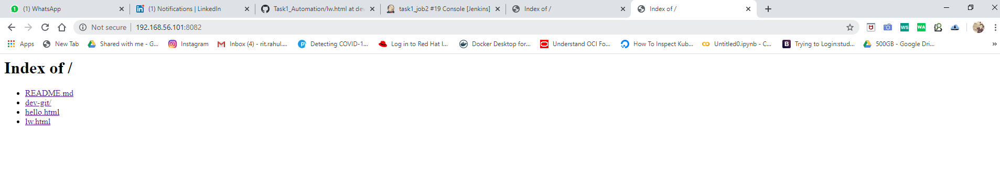 (1) WhatsApp (1) Notifications | LinkedIn Task1_Automation/lw.html at dev task1_job2 #19 Console [Jenkins] Index of / Index of /
Not secure 192.168.56.101:8082
Apps New Tab Shared with me - G... Instagram Inbox (4) - rit.rahul.... Detecting COVID-1... Log in to Red Hat I... Docker Desktop for... Understand OCI Fo... How To Inspect Kub... Untitled0.ipynb - C... Trying to Login:stud... 500GB - Google Dri... »
Index of /
README.md
dev-git/
hello.html
lw.html